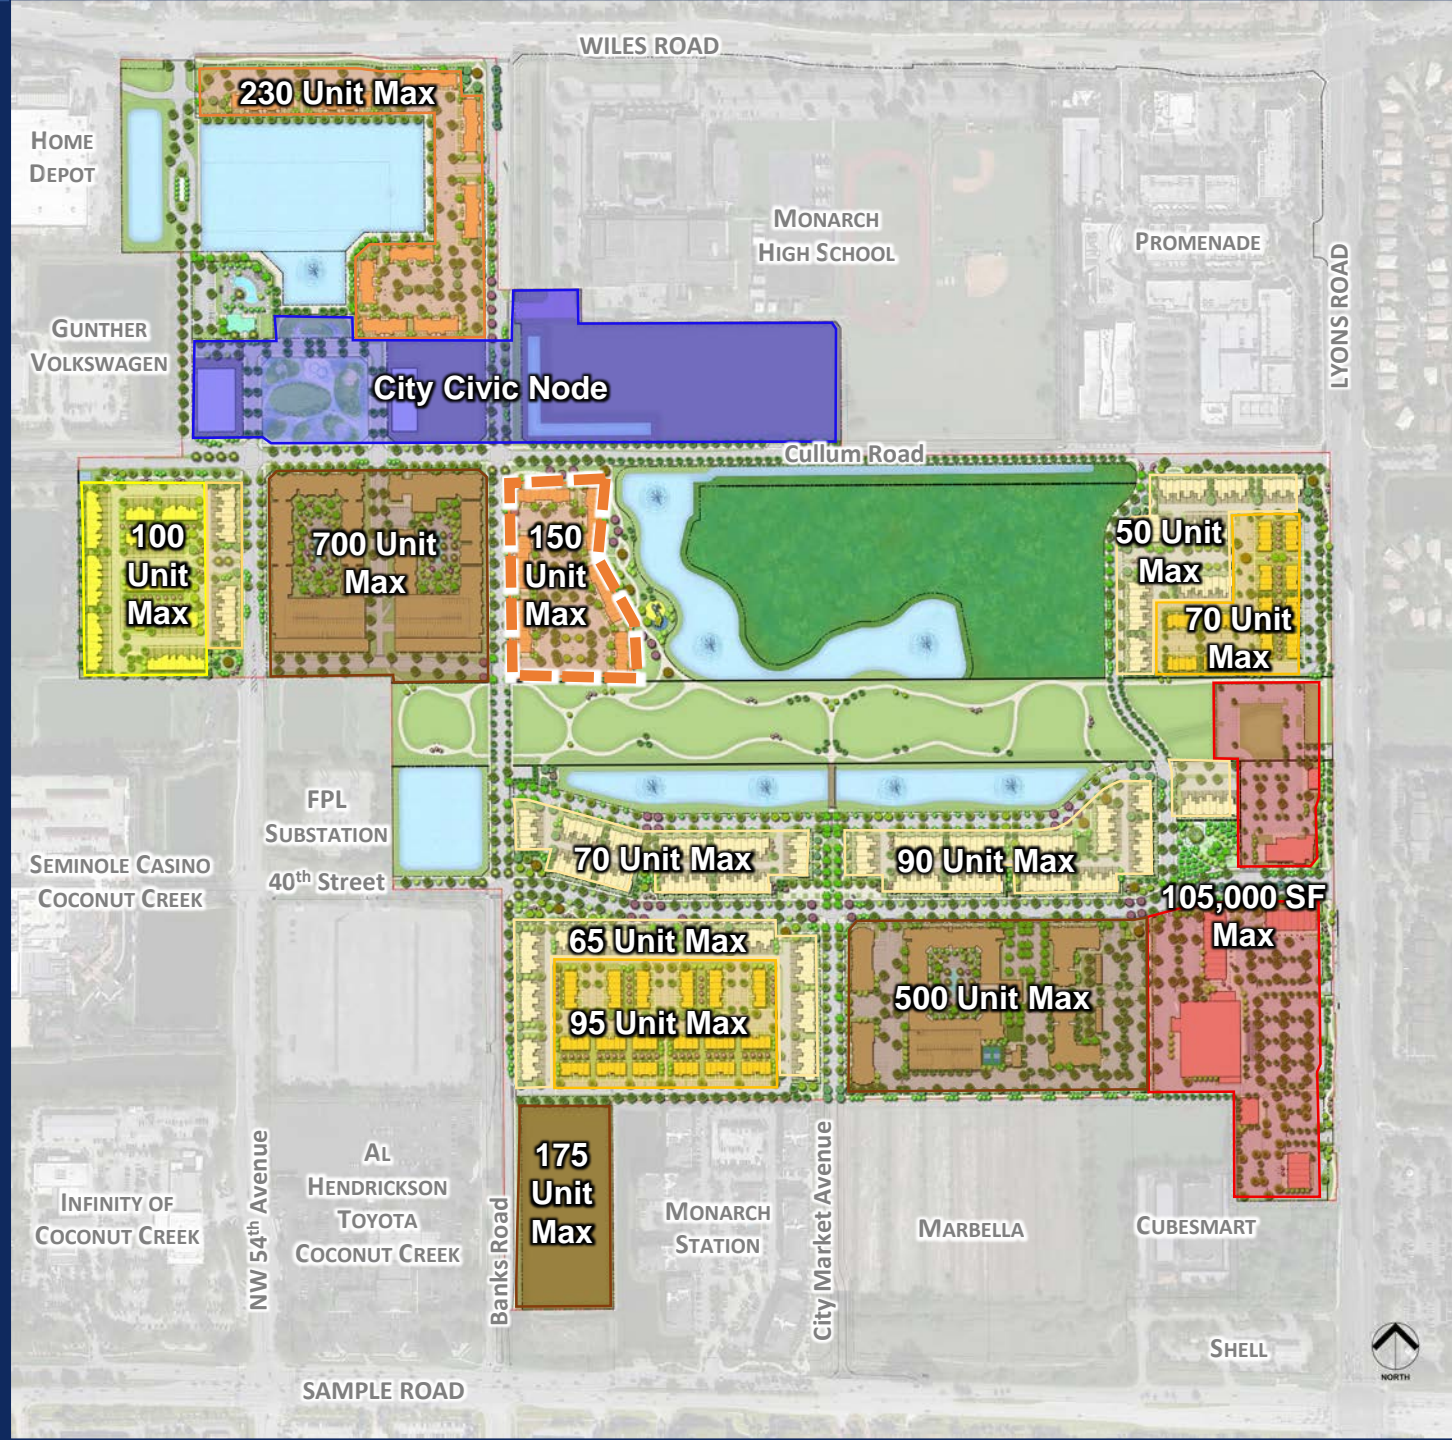 WILES ROAD
230 Unit Max
HOME
DEPOT
MONARCH
HIGH SCHOOL
PROMENADE
LYONS ROAD
GUNTHER
VOLKSWAGEN
City Civic Node
Cullum Road
100
Unit
Max
700 Unit
Max
150
Unit
Max
50 Unit
Max
70 Unit
Max
FPL
SUBSTATION
40th Street
SEMINOLE CASINO
COCONUT CREEK
70 Unit Max
90 Unit Max
105,000 SF
Max
65 Unit Max
95 Unit Max
500 Unit Max
175
Unit
Max
NW 54th Avenue
AL
HENDRICKSON
TOYOTA
COCONUT CREEK
INFINITY OF
COCONUT CREEK
Banks Road
MONARCH
STATION
City Market Avenue
MARBELLA
CUBESMART
SHELL
NORTH
SAMPLE ROAD